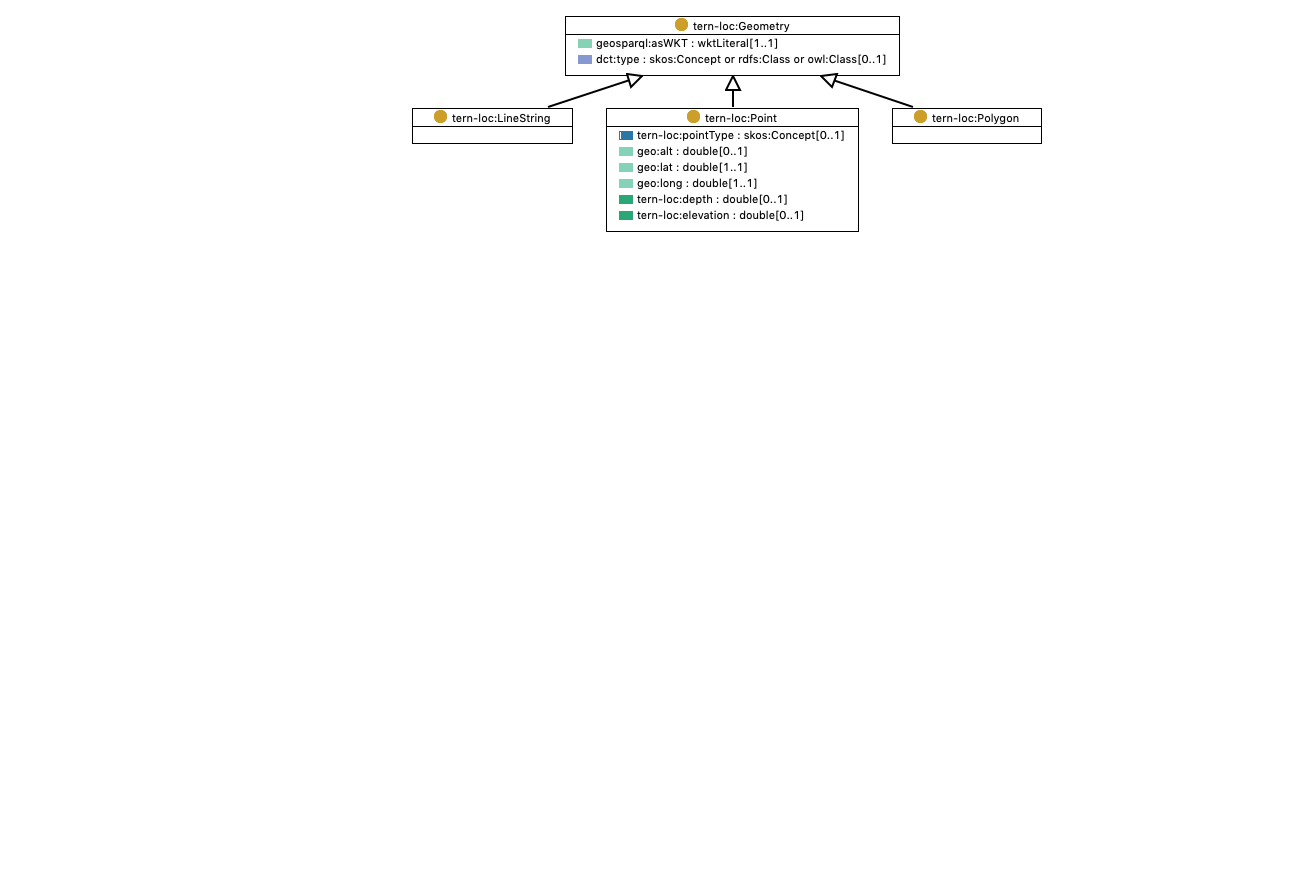 tern-loc:Geometry
geosparql:asWKT : wktLiteral[1..1]
dct:type : skos:Concept or rdfs:Class or owl:Class[0..1]
tern-loc:LineString
tern-loc:Point
tern-loc:Polygon
tern-loc:pointType : skos:Concept[0..1]
geo:alt : double[0..1]
geo:lat : double[1..1]
geo:long : double[1..1]
tern-loc:depth : double[0..1]
tern-loc:elevation : double[0..1]